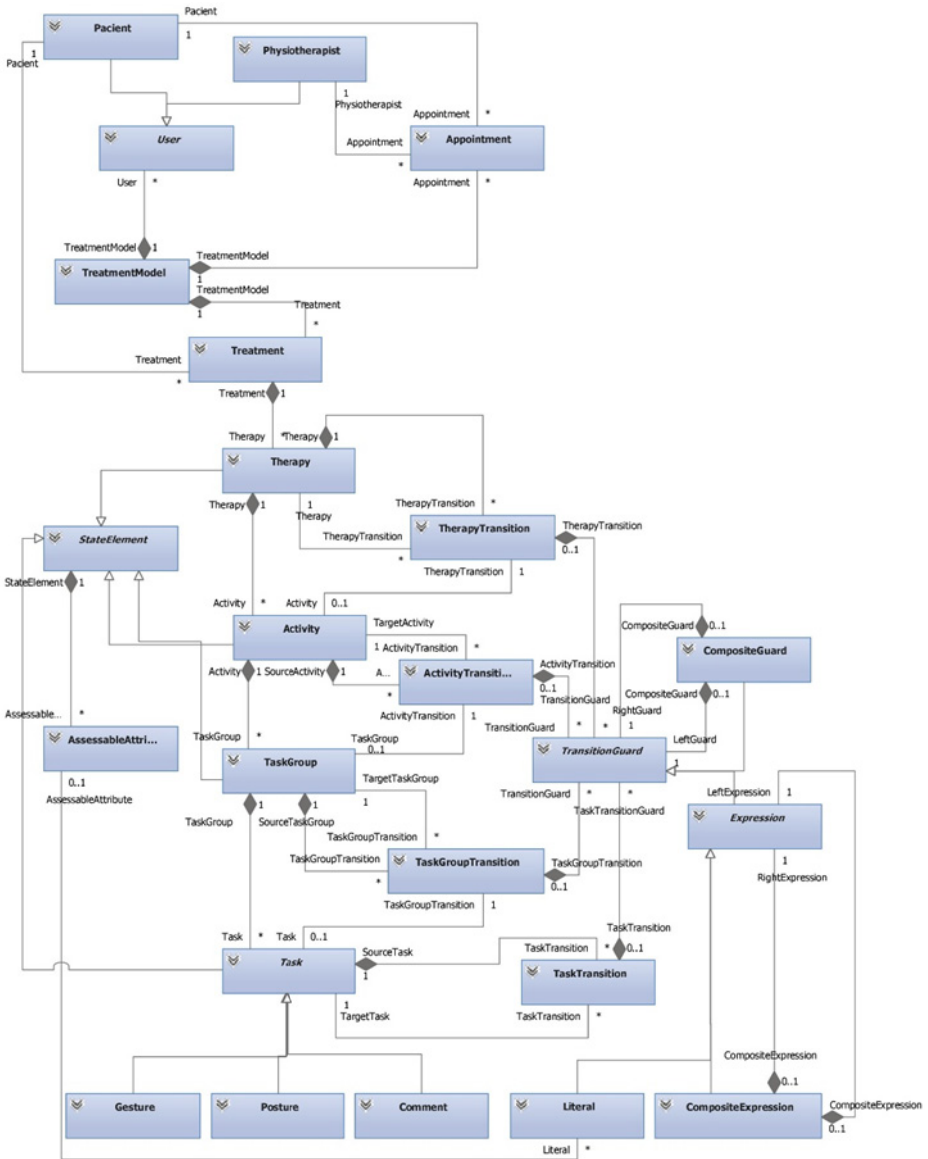 Pacient
Pacient
1
1
Pacient
Physiotherapist
1
Physiotherapist
Appointment
*
User
Appointment
*
Appointment
User
*
Appointment
*
TreatmentModel
1
TreatmentModel
1
TreatmentModel
TreatmentModel
1
Treatment
*
Treatment
Treatment
*
Treatment
1
Therapy
*
Therapy
1
Therapy
Therapy
1
1
Therapy
TherapyTransition
*
TherapyTransition
TherapyTransition
0..1
TherapyTransition
*
StateElement
StateElement
1
TherapyTransition
1
Activity
*
Activity
0..1
Activity
TargetActivity
1
ActivityTransition
*
CompositeGuard
0..1
CompositeGuard
Activity
1
SourceActivity
1
A...
*
ActivityTransiti...
ActivityTransition
0..1
TransitionGuard
CompositeGuard
0..1
RightGuard
Assessable...
*
ActivityTransition
1
TransitionGuard
*
*
1
AssessableAttri...
TaskGroup
*
TaskGroup
0..1
TransitionGuard
LeftGuard
1
0..1
AssessableAttribute
TaskGroup
TargetTaskGroup
1
TransitionGuard
*
*
TaskTransitionGuard
LeftExpression
1
TaskGroup
1
SourceTaskGroup
1
TaskGroupTransition
*
Expression
TaskGroupTransition
*
TaskGroupTransition
TaskGroupTransition
0..1
1
RightExpression
TaskGroupTransition
1
Task
*
Task
0..1
TaskTransition
0..1
Task
SourceTask
1
TaskTransition
*
TaskTransition
1
TargetTask
TaskTransition
*
CompositeExpression
0..1
Gesture
Posture
Comment
Literal
CompositeExpression
CompositeExpression
0..1
Literal
*